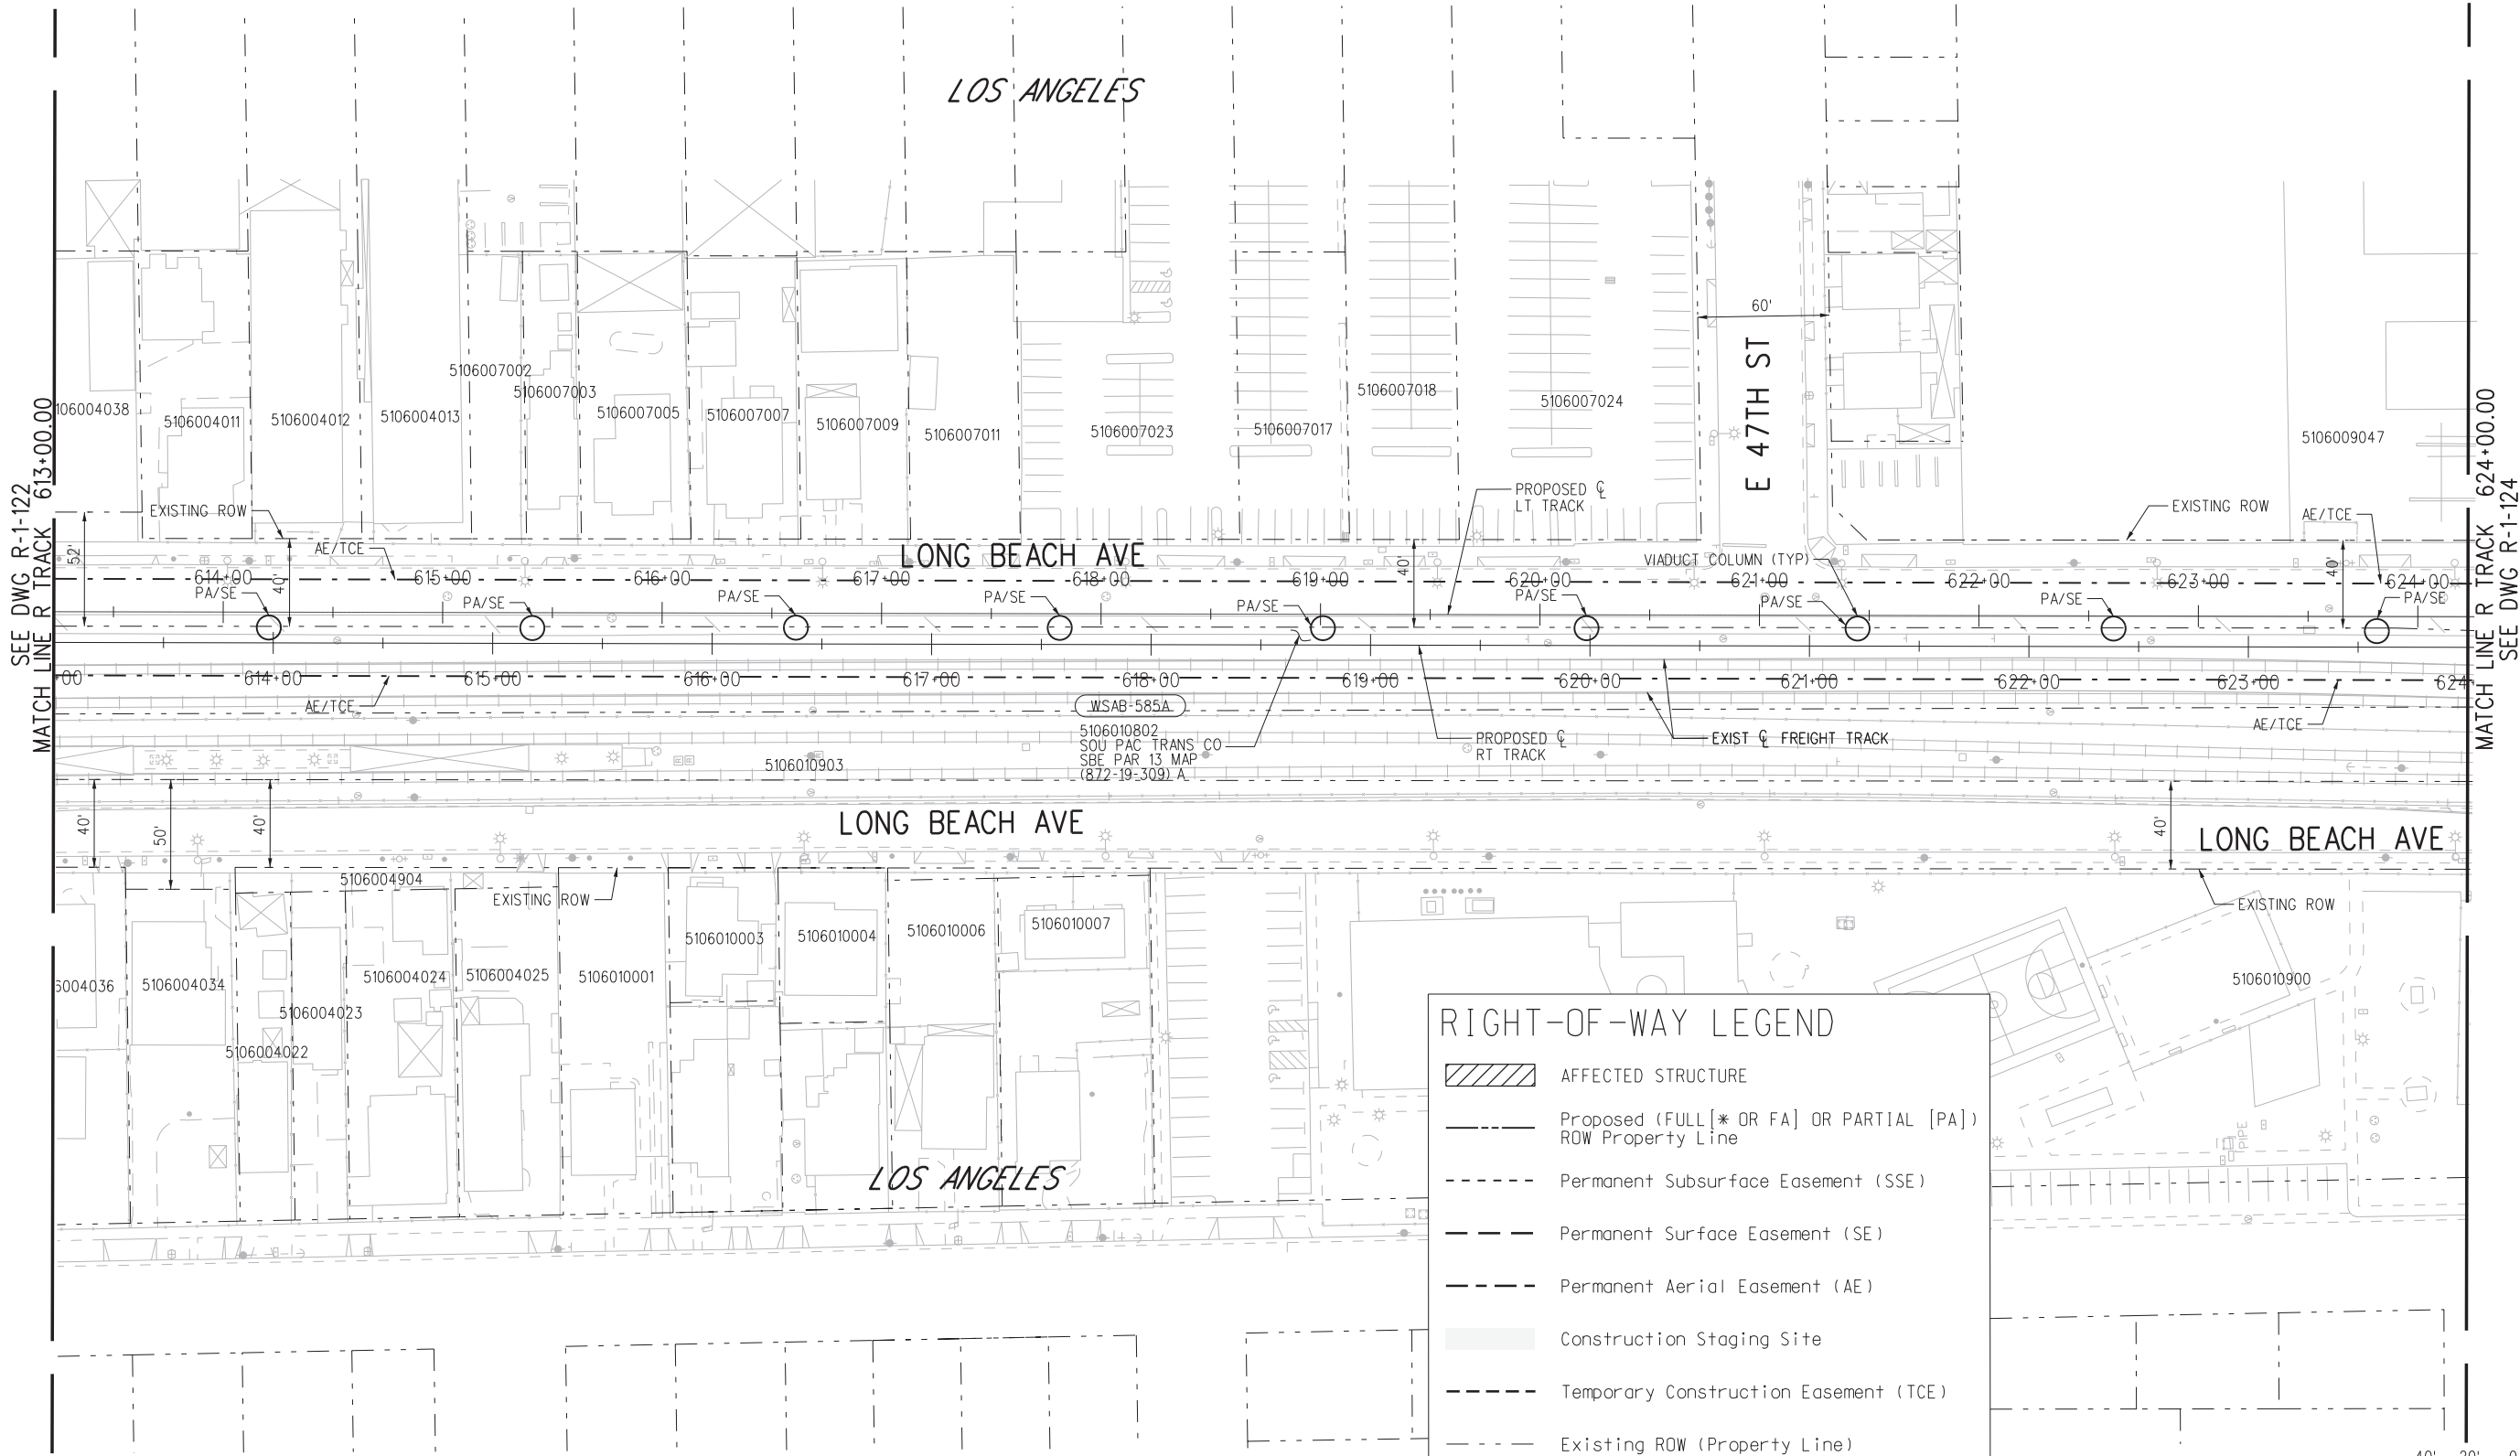 LOS ANGELES
60'
E 47TH ST
5106007002
5106007003
5106007005
5106007007
5106007009
5106007011
5106007023
5106007017
5106007018
5106007024
5106009047
106004038
5106004011
5106004012
5106004013
SEE DWG R-1-122
MATCH LINE R TRACK 613+00.00
MATCH LINE R TRACK 624+00.00
SEE DWG R-1-124
EXISTING ROW
PROPOSED ℄
LT TRACK
EXISTING ROW
AE/TCE
52'
AE/TCE
40'
LONG BEACH AVE
40'
VIADUCT COLUMN (TYP)
40'
614+00
615+00
616+00
617+00
618+00
619+00
620+00
621+00
622+00
623+00
624+00
PA/SE
PA/SE
PA/SE
PA/SE
PA/SE
PA/SE
PA/SE
PA/SE
PA/SE
+00
614+00
615+00
616+00
617+00
618+00
619+00
620+00
621+00
622+00
623+00
624
AE/TCE
WSAB-585A
AE/TCE
5106010802
SOU PAC TRANS CO
SBE PAR 13 MAP
(872-19-309) A
PROPOSED ℄
RT TRACK
EXIST ℄ FREIGHT TRACK
5106010903
40'
50'
40'
LONG BEACH AVE
40'
LONG BEACH AVE
5106004904
EXISTING ROW
EXISTING ROW
6004036
5106004034
5106004022
5106004023
5106004024
5106004025
5106010001
5106010003
5106010004
5106010006
5106010007
5106010900
PIPE
LOS ANGELES
RIGHT-OF-WAY LEGEND
AFFECTED STRUCTURE
Proposed (FULL[* OR FA] OR PARTIAL [PA])
ROW Property Line
Permanent Subsurface Easement (SSE)
Permanent Surface Easement (SE)
Permanent Aerial Easement (AE)
Construction Staging Site
Temporary Construction Easement (TCE)
Existing ROW (Property Line)